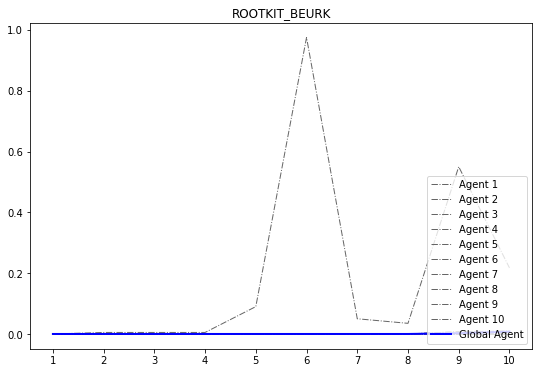 ROOTKIT_BEURK
1.0
0.8
0.6
0.4
0.2
0.0
Agent 1
Agent 2
Agent 3
Agent 4
Agent 5
Agent 6
Agent 7
Agent 8
Agent 9
Agent 10
Global Agent
1 2 3 4 5 6 7 8 9 10